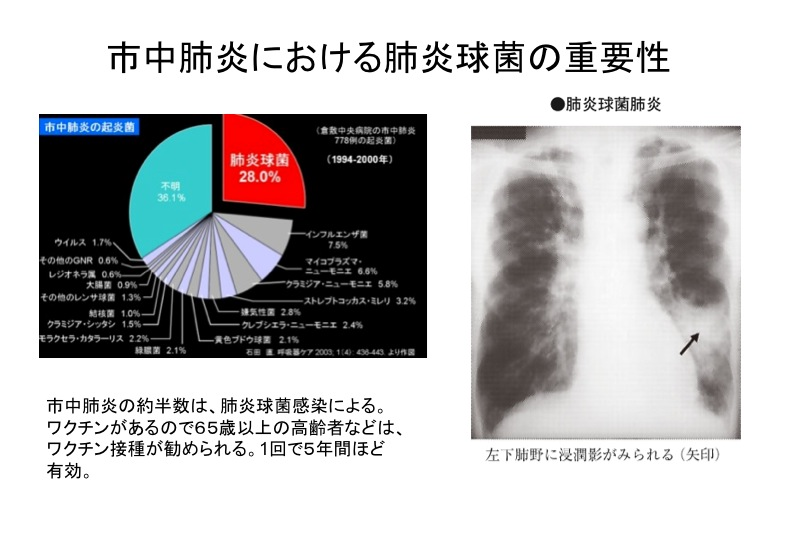 市中肺炎における肺炎球菌の重要性
●肺炎球菌肺炎
市中肺炎の起炎菌
（倉敷中央病院の市中肺炎
778例の起炎菌）
（1994-2000年）
肺炎球菌
28.0%
不明
36.1%
インフルエンザ菌
7.5%
マイコプラズマ・
ニューモニエ 6.6%
クラミジア・ニューモニエ 5.8%
ストレプトコッカス・ミレリ 3.2%
嫌気性菌 2.8%
クレブシエラ・ニューモニエ 2.4%
黄色ブドウ球菌 2.1%
緑膿菌 2.1%
モラクセラ・カタラーリス 2.2%
クラミジア・シッタシ 1.5%
結核菌 1.0%
その他のレンサ球菌 1.3%
大腸菌 0.9%
レジオネラ属 0.6%
その他のGNR 0.6%
ウイルス 1.7%
石田 直. 呼吸器ケア 2003; 1(4): 436-443. より作図
市中肺炎の約半数は、肺炎球菌感染による。
ワクチンがあるので６５歳以上の高齢者などは、
ワクチン接種が勧められる。1回で５年間ほど
有効。
左下肺野に浸潤影がみられる（矢印）